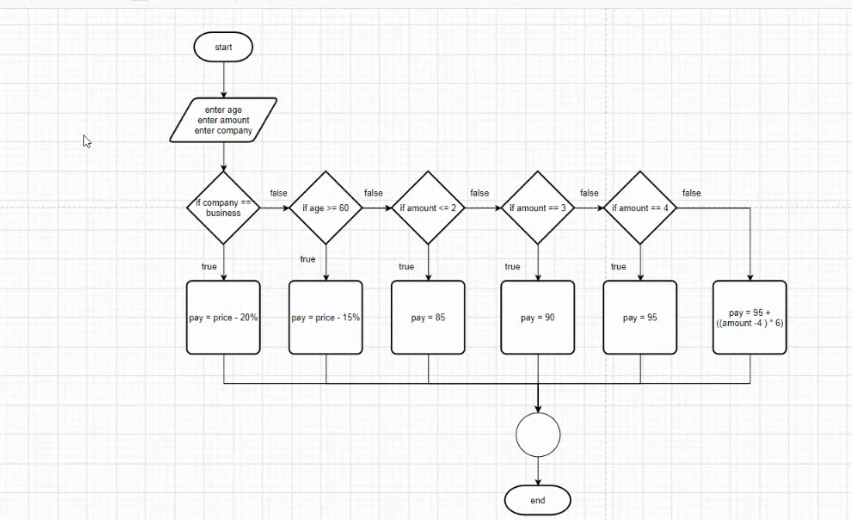 start
enter age
enter amount
enter company
false
false
false
false
false
if company ==
business
if age >= 60
if amount <= 2
if amount == 3
if amount == 4
true
true
true
true
true
pay = price - 20%
pay = price - 15%
pay = 85
pay = 90
pay = 95
pay = 95 +
((amount -4 ) * 6)
end